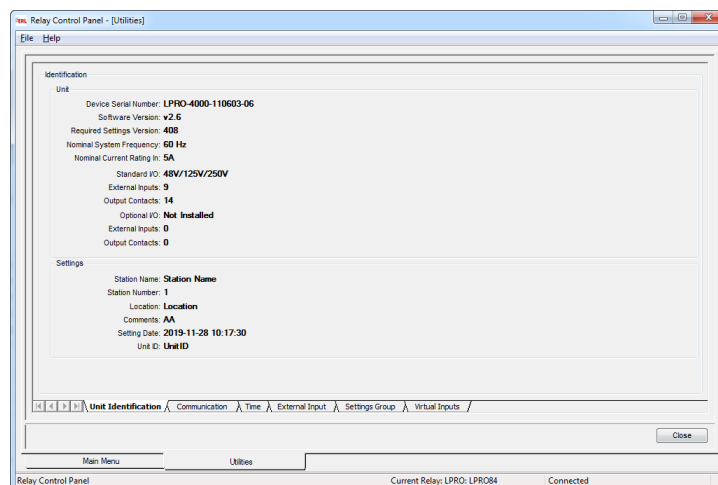 ERL Relay Control Panel - [Utilities]
File Help
Identification
Unit
Device Serial Number: LPRO-4000-110603-06
Software Version: v2.6
Required Settings Version: 408
Nominal System Frequency: 60 Hz
Nominal Current Rating In: 5A
Standard I/O: 48V/125V/250V
External Inputs: 9
Output Contacts: 14
Optional I/O: Not Installed
External Inputs: 0
Output Contacts: 0
Settings
Station Name: Station Name
Station Number: 1
Location: Location
Comments: AA
Setting Date: 2019-11-28 10:17:30
Unit ID: UnitID
Unit Identification Communication Time External Input Settings Group Virtual Inputs
Close
Main Menu Utilities
Relay Control Panel Current Relay: LPRO: LPRO84 Connected